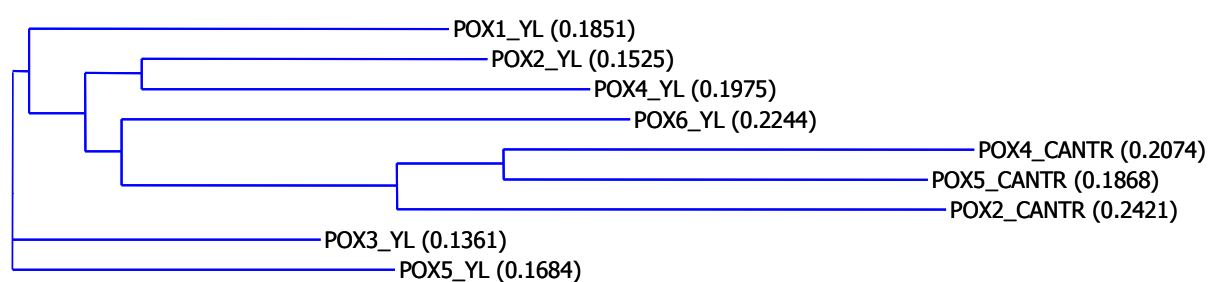 POX1_YL (0.1851)
POX2_YL (0.1525)
POX4_YL (0.1975)
POX6_YL (0.2244)
POX4_CANTR (0.2074)
POX5_CANTR (0.1868)
POX2_CANTR (0.2421)
POX3_YL (0.1361)
POX5_YL (0.1684)